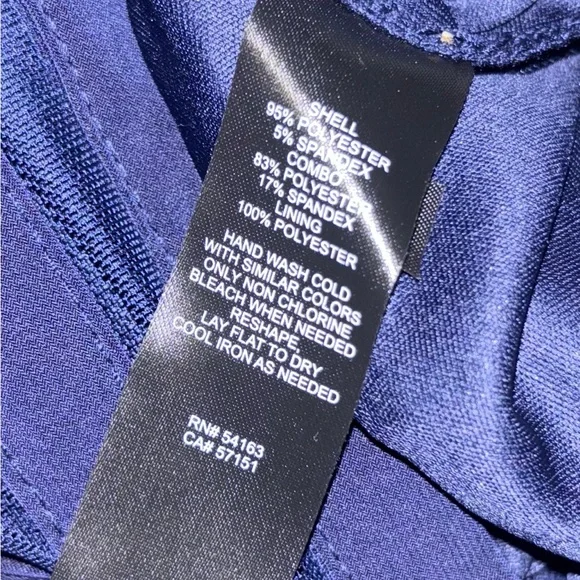 SHELL
95% POLYESTER
5% SPANDEX
COMBO
83% POLYESTER
17% SPANDEX
LINING
100% POLYESTER
HAND WASH COLD
WITH SIMILAR COLORS
ONLY NON CHLORINE
BLEACH WHEN NEEDED
RESHAPE
LAY FLAT TO DRY
COOL IRON AS NEEDED
RN# 54163
CA# 57151